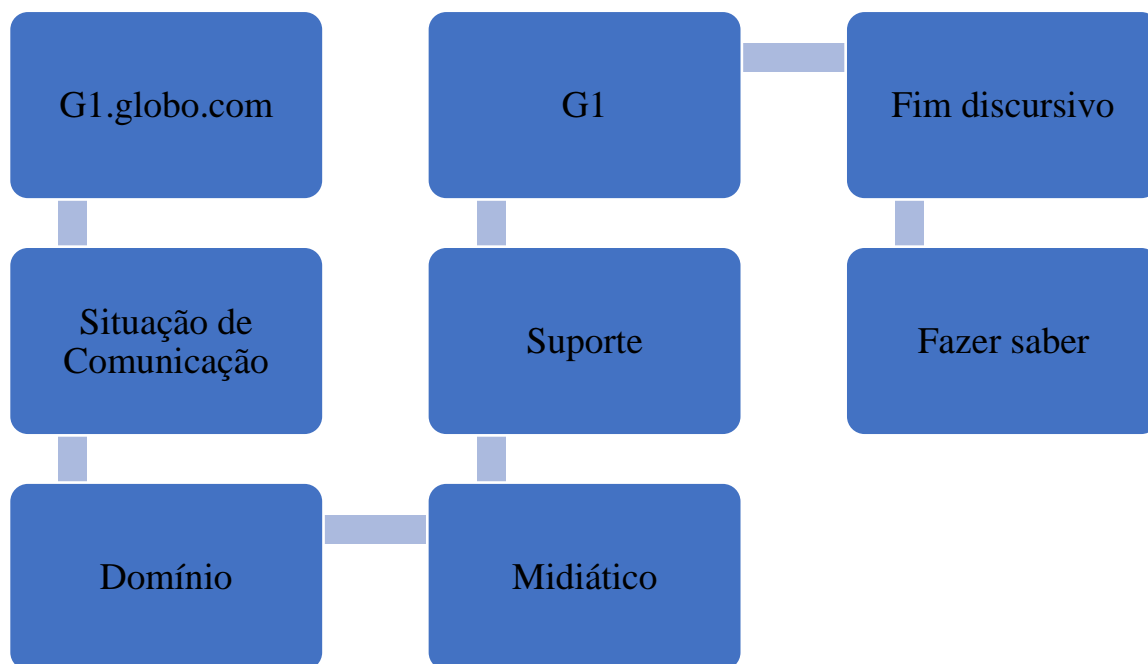 G1.globo.com
Situação de
Comunicação
Domínio
Midiático
Suporte
G1
Fim discursivo
Fazer saber